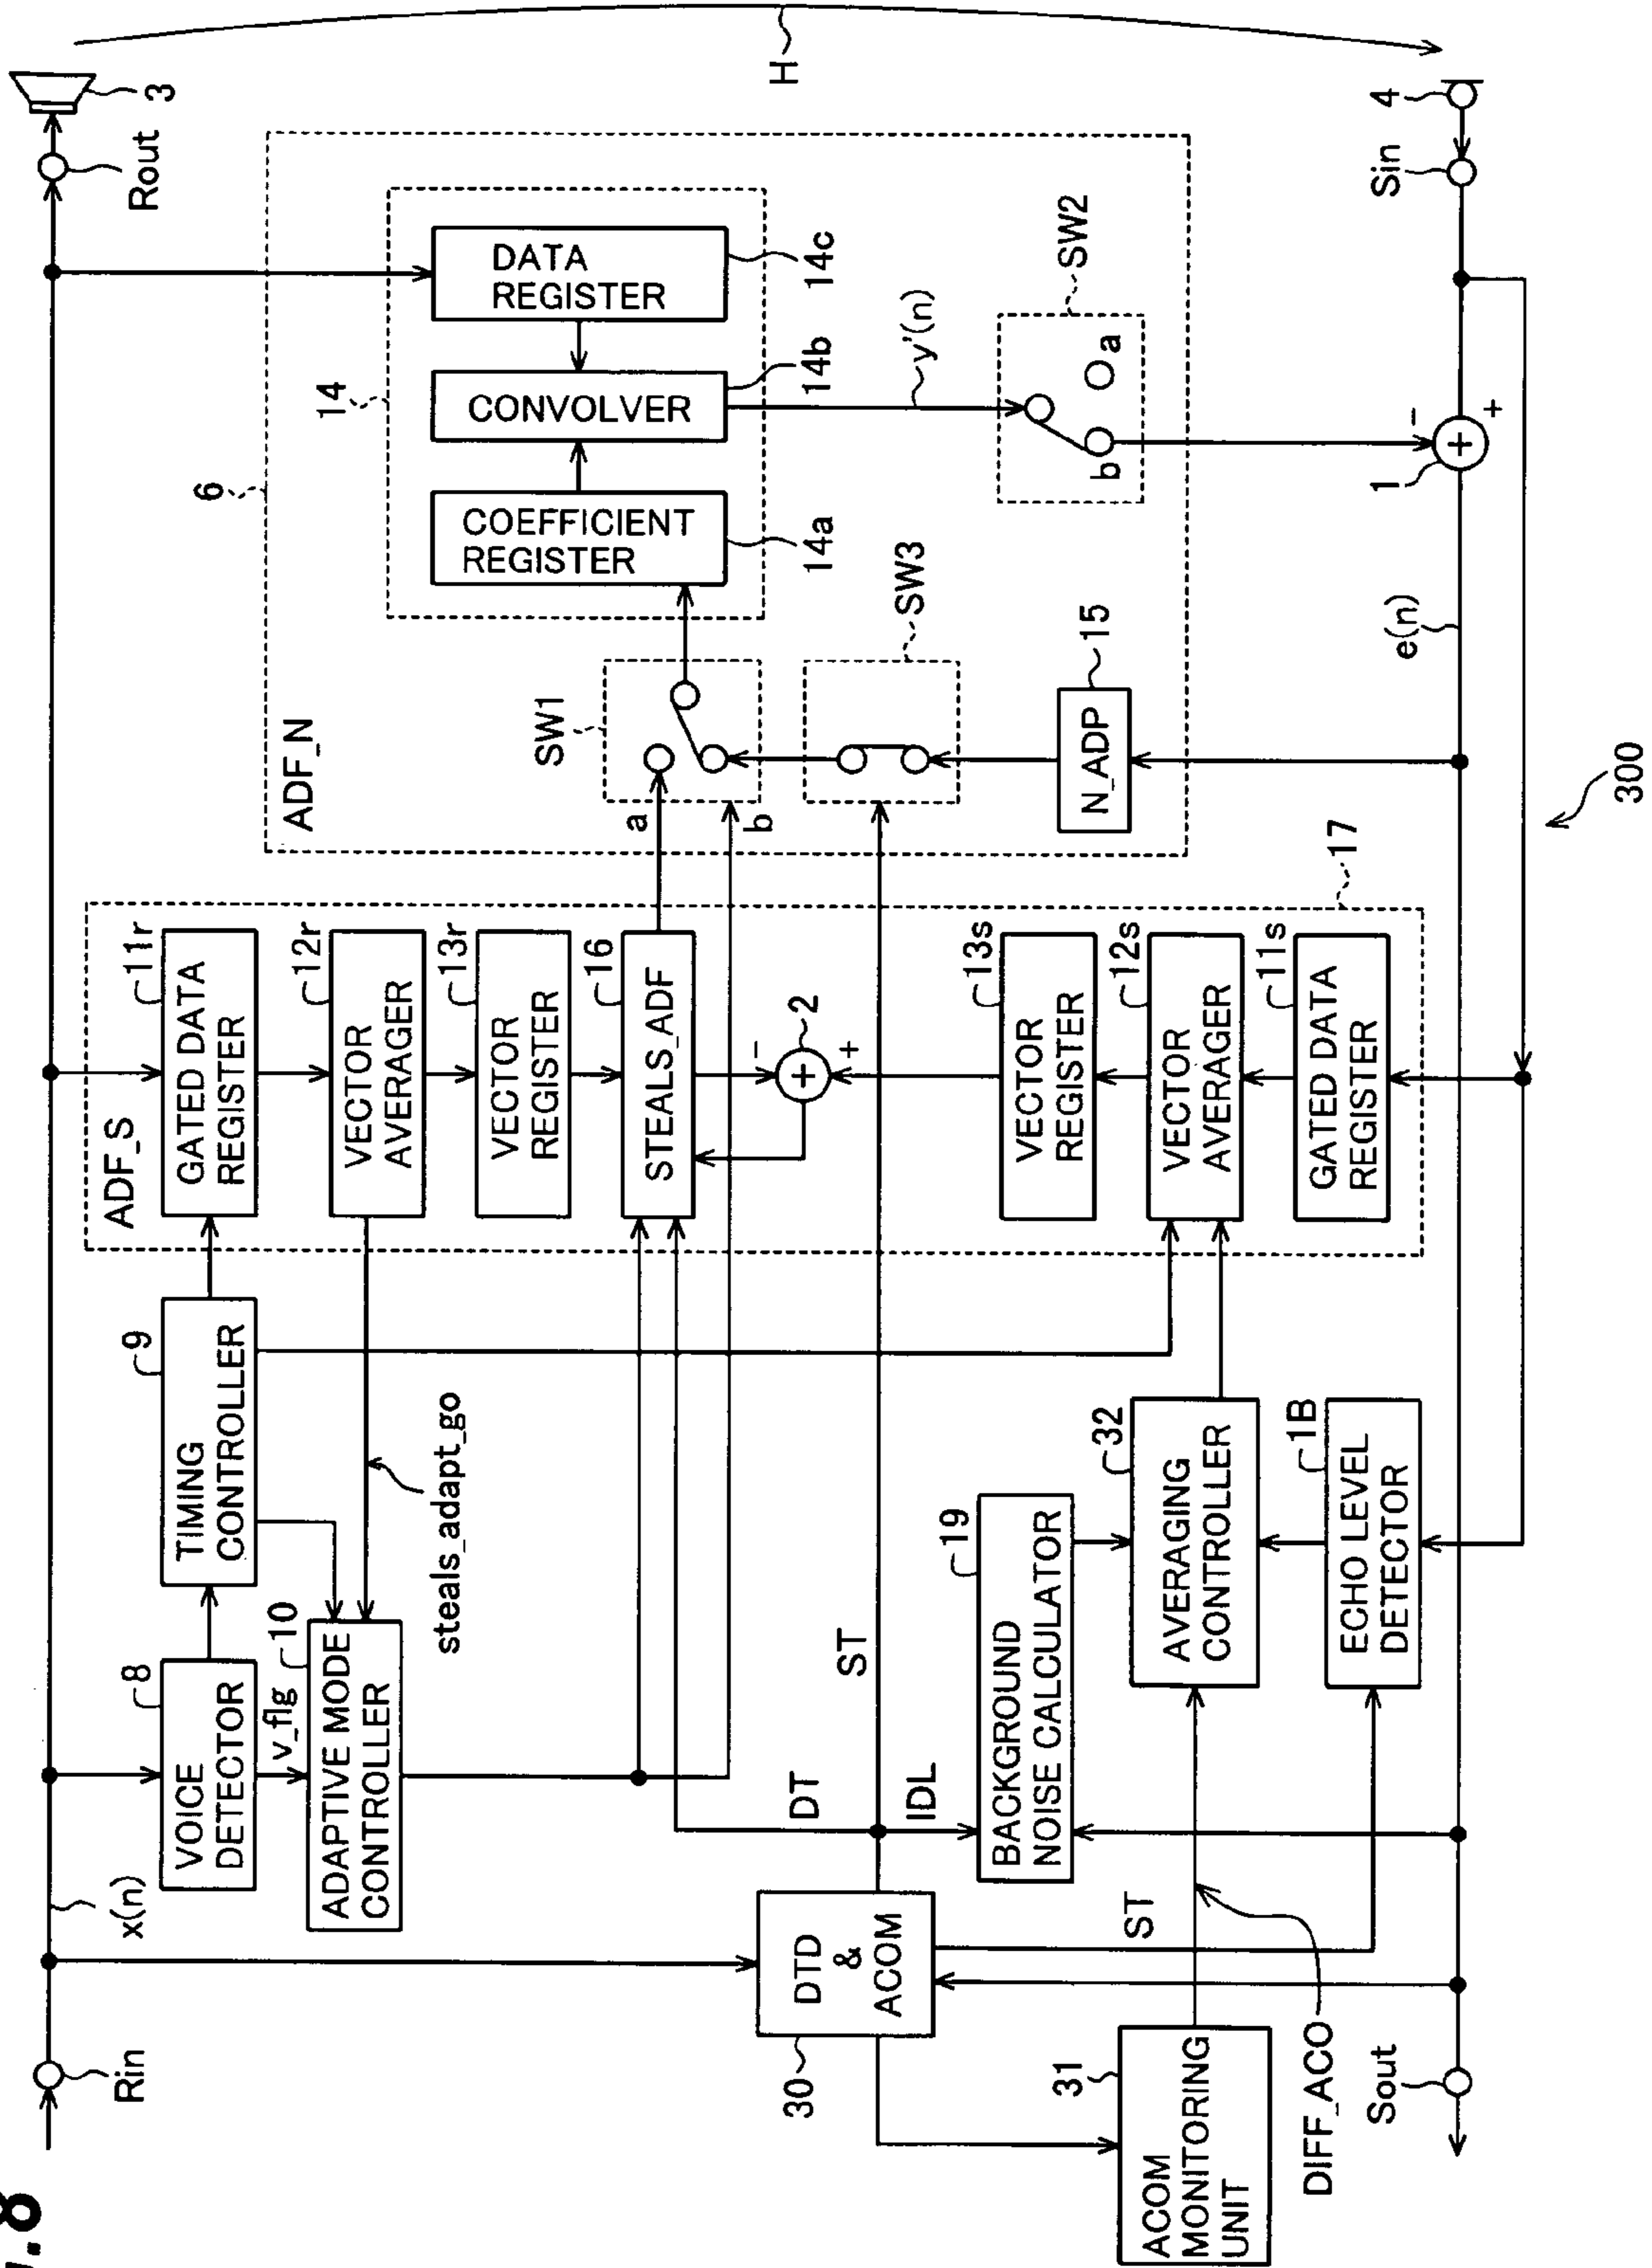 .8
Rin
x(n)
VOICE
DETECTOR
8
v_flg
TIMING
CONTROLLER
9
ADAPTIVE MODE
CONTROLLER
10
steals_adapt_go
ADF_S
GATED DATA
REGISTER
11r
VECTOR
AVERAGER
12r
VECTOR
REGISTER
13r
STEALS_ADF
16
-
+
2
VECTOR
REGISTER
13s
VECTOR
AVERAGER
12s
GATED DATA
REGISTER
11s
17
DTD
&
ACOM
30
DT
ST
IDL
BACKGROUND
NOISE CALCULATOR
19
AVERAGING
CONTROLLER
32
ECHO LEVEL
DETECTOR
1B
ST
ACOM
MONITORING
UNIT
31
DIFF_ACO
Sout
ADF_N
6
14
COEFFICIENT
REGISTER
14a
CONVOLVER
14b
DATA
REGISTER
14c
SW1
a
b
SW3
N_ADP
15
y'(n)
SW2
a
b
e(n)
1
+
-
+
Rout
3
H
4
Sin
300